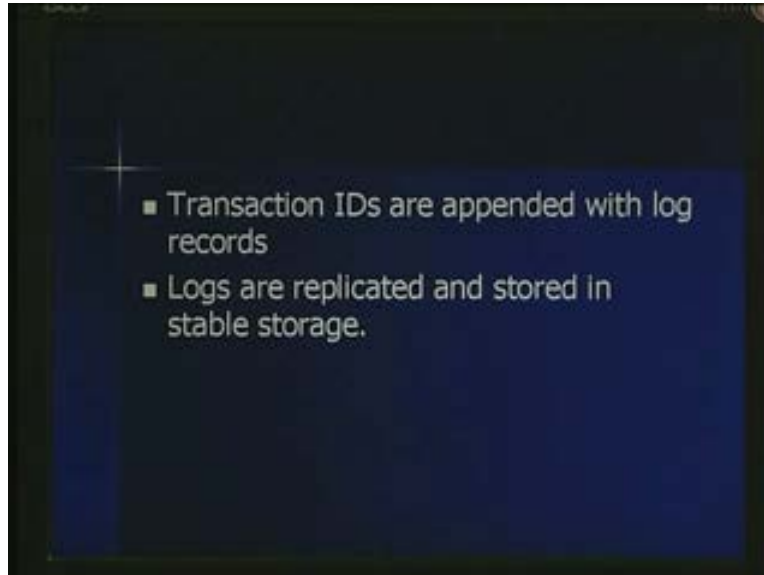 Transaction IDs are appended with log
records
Logs are replicated and stored in
stable storage.